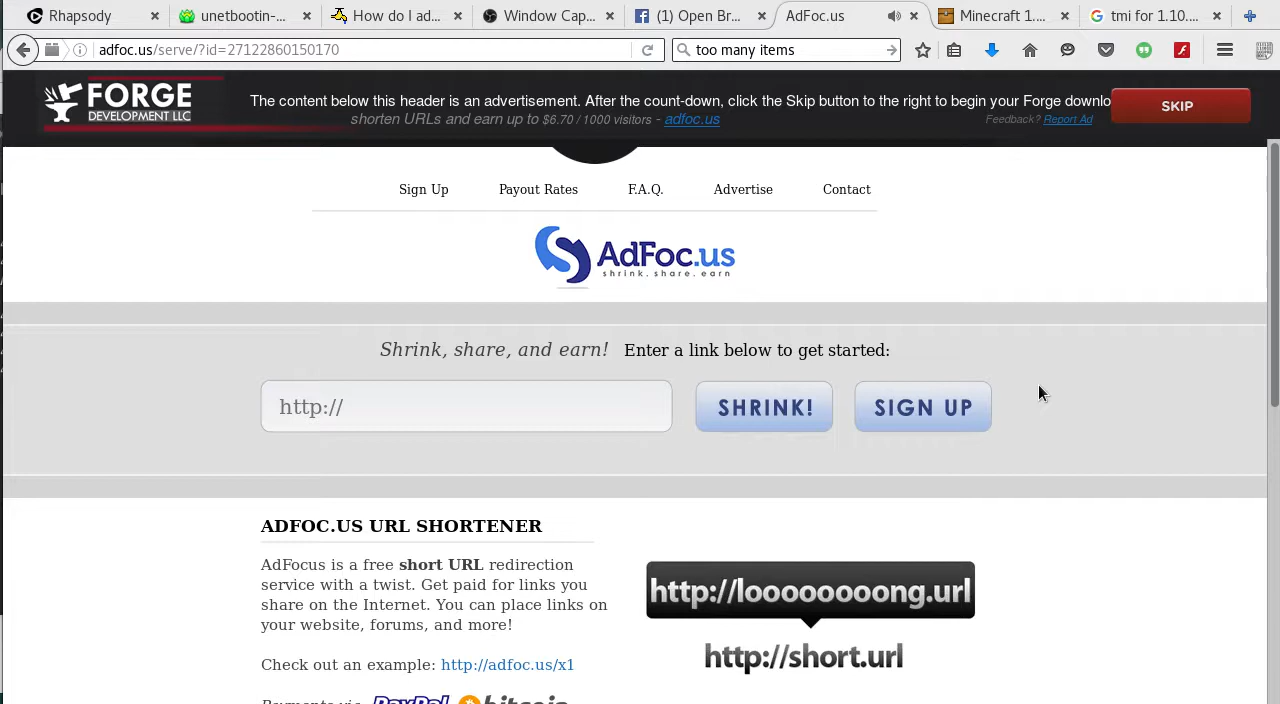 Rhapsody
unetbootin-...
How do I ad...
Window Cap...
(1) Open Br...
AdFoc.us
Minecraft 1....
tmi for 1.10....
adfoc.us/serve/?id=27122860150170
too many items
FORGE
DEVELOPMENT LLC
The content below this header is an advertisement. After the count-down, click the Skip button to the right to begin your Forge downlo
SKIP
shorten URLs and earn up to $6.70 / 1000 visitors - adfoc.us
Feedback? Report Ad
Sign Up Payout Rates F.A.Q. Advertise Contact
AdFoc.us
shrink. share. earn
Shrink, share, and earn! Enter a link below to get started:
http://
SHRINK!
SIGN UP
ADFOC.US URL SHORTENER
AdFocus is a free short URL redirection
service with a twist. Get paid for links you
share on the Internet. You can place links on
your website, forums, and more!
http://looooooooong.url
http://short.url
Check out an example: http://adfoc.us/x1
Payments via PayPal bitcoin